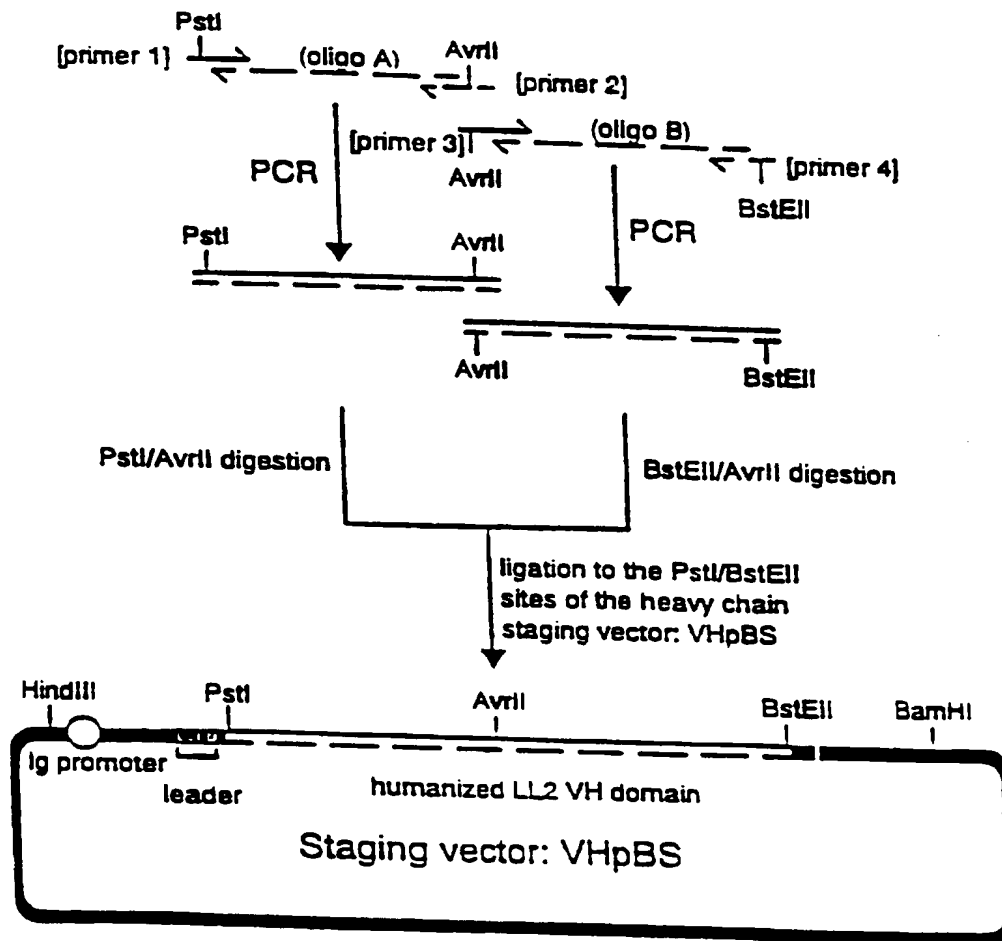 PstI
[primer 1]
(oligo A)
AvrII
[primer 2]
[primer 3]
(oligo B)
[primer 4]
AvrII
BstEII
PCR
PCR
PstI
AvrII
AvrII
BstEII
PstI/AvrII digestion
BstEII/AvrII digestion
ligation to the PstI/BstEII
sites of the heavy chain
staging vector: VHpBS
HindIII
PstI
AvrII
BstEII
BamHI
Ig promoter
leader
humanized LL2 VH domain
Staging vector: VHpBS